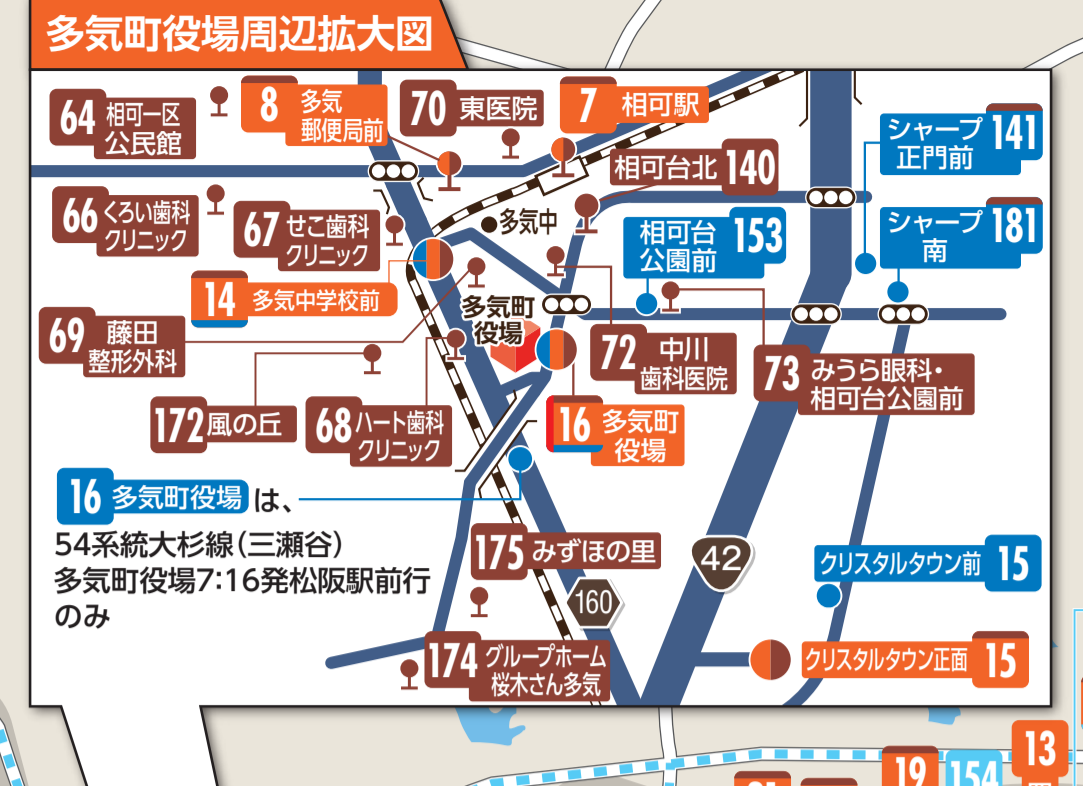 多気町役場周辺拡大図
64 相可一区
公民館
8 多気
郵便局前
70 東医院
7 相可駅
相可台北 140
シャープ
正門前 141
66 くろい歯科
クリニック
67 せこ歯科
クリニック
●多気中
相可台
公園前 153
シャープ
南 181
14 多気中学校前
多気町
役場
69 藤田
整形外科
72 中川
歯科医院
73 みうら眼科・
相可台公園前
172 風の丘
68 ハート歯科
クリニック
16 多気町
役場
16 多気町役場 は、
54系統大杉線(三瀬谷)
多気町役場7:16発松阪駅前行
のみ
175 みずほの里
42
160
クリスタルタウン前 15
174 グループホーム
桜木さん多気
クリスタルタウン正面 15
13
19
154